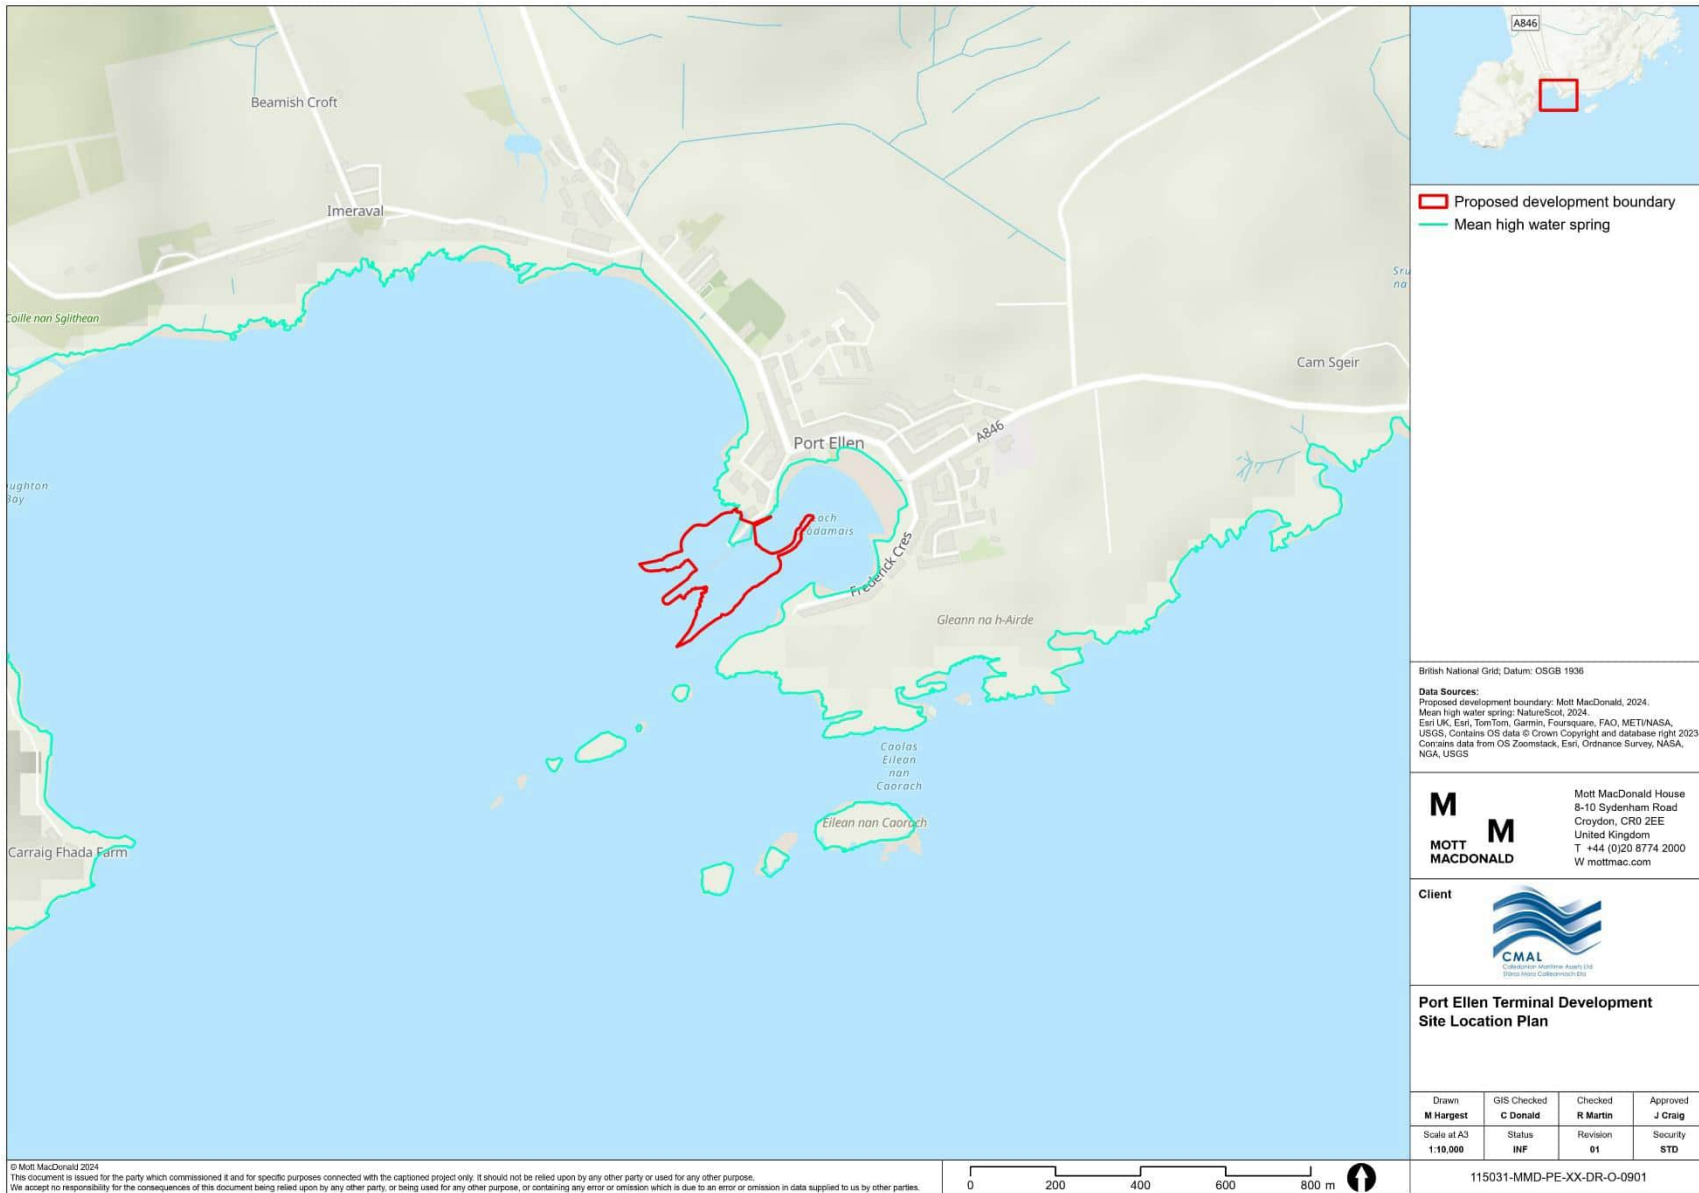 Beamish Croft
Imeraval
Coille nan Sglithean
Port Ellen
A846
Cam Sgeir
Sru
na
ughton
Bay
Loch
Frederick Cres
Gleann na h-Airde
Caolas
Eilean
nan
Caorach
Eilean nan Caorach
Carraig Fhada Farm
A846
Proposed development boundary
Mean high water spring
British National Grid; Datum: OSGB 1936
Data Sources:
Proposed development boundary: Mott MacDonald, 2024.
Mean high water spring: NatureScot, 2024.
Esri UK, Esri, TomTom, Garmin, Foursquare, FAO, METI/NASA,
USGS, Contains OS data © Crown Copyright and database right 2023
Contains data from OS Zoomstack, Esri, Ordnance Survey, NASA,
NGA, USGS
M
M
MOTT
MACDONALD
Mott MacDonald House
8-10 Sydenham Road
Croydon, CR0 2EE
United Kingdom
T +44 (0)20 8774 2000
W mottmac.com
Client
CMAL
Caledonian Maritime Assets Ltd
Port Ellen Terminal Development
Site Location Plan
Drawn GIS Checked Checked Approved
M Hargest C Donald R Martin J Craig
Scale at A3 Status Revision Security
1:10,000 INF 01 STD
115031-MMD-PE-XX-DR-O-0901
© Mott MacDonald 2024
This document is issued for the party which commissioned it and for specific purposes connected with the captioned project only. It should not be relied upon by any other party or used for any other purpose.
We accept no responsibility for the consequences of this document being relied upon by any other party, or being used for any other purpose, or containing any error or omission which is due to an error or omission in data supplied to us by other parties.
0 200 400 600 800 m